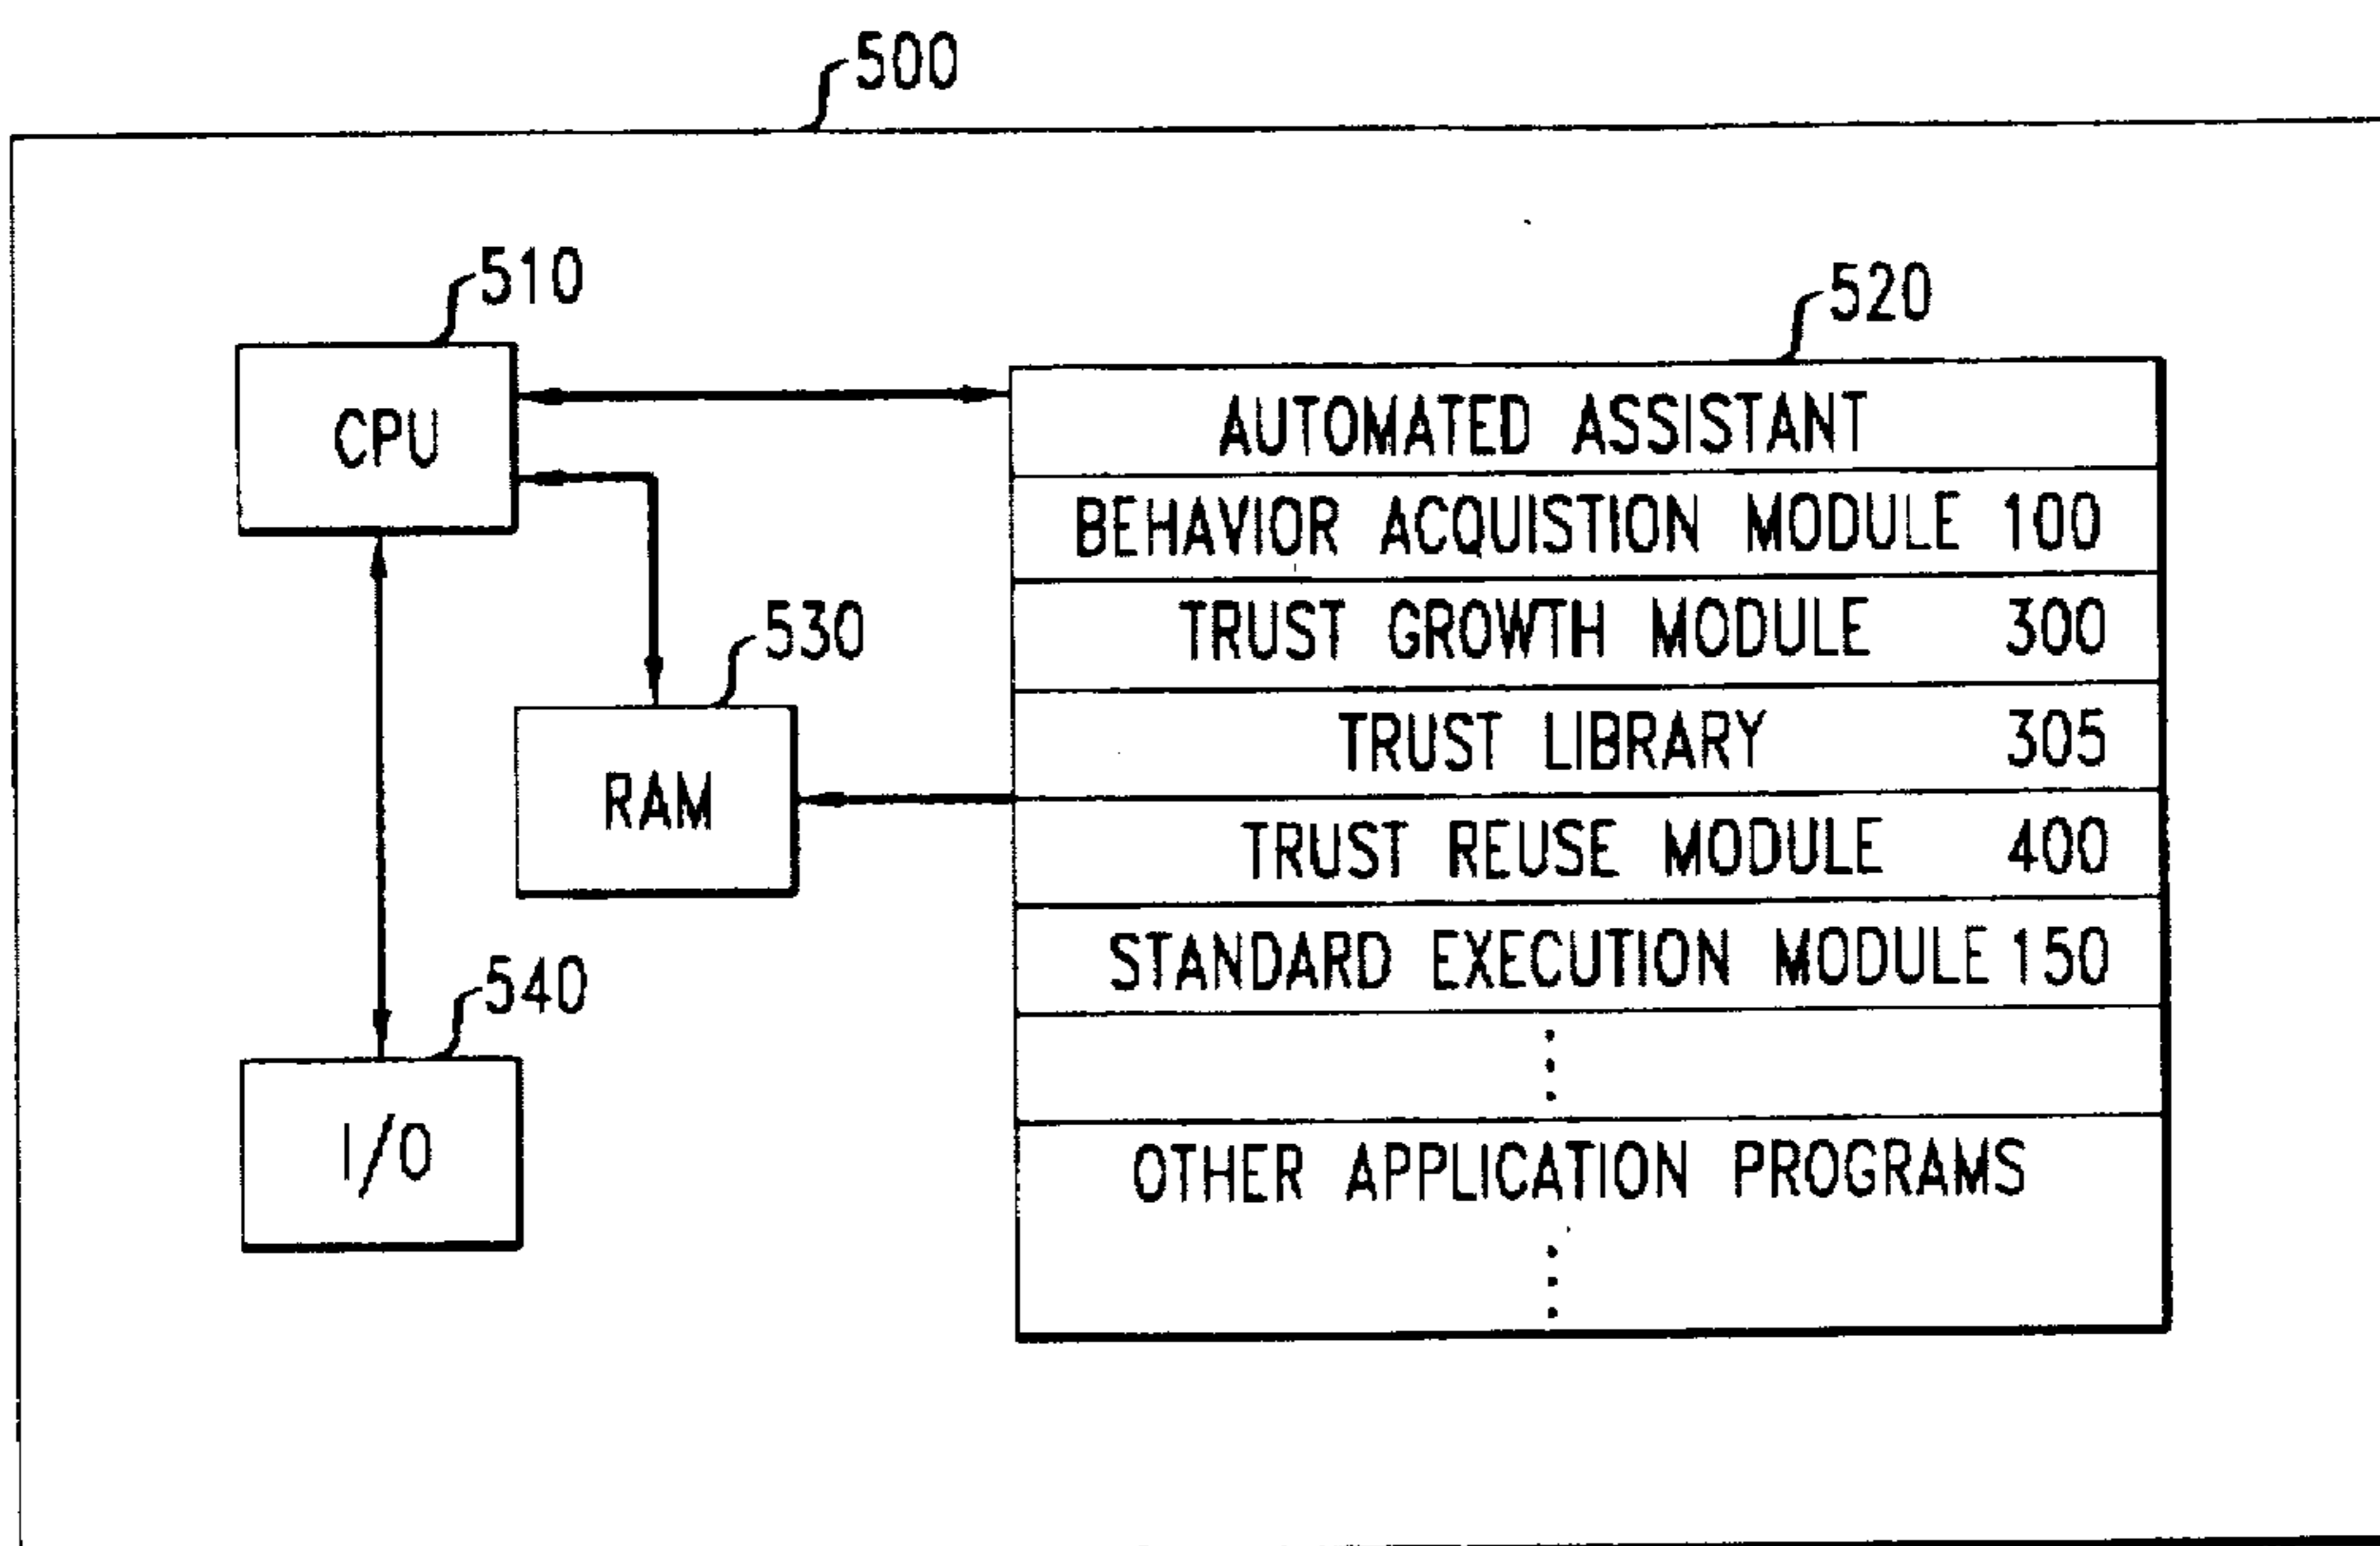 500
510
520
CPU
AUTOMATED ASSISTANT
BEHAVIOR ACQUISTION MODULE 100
TRUST GROWTH MODULE 300
530
TRUST LIBRARY 305
RAM
TRUST REUSE MODULE 400
STANDARD EXECUTION MODULE 150
540
I/O
OTHER APPLICATION PROGRAMS